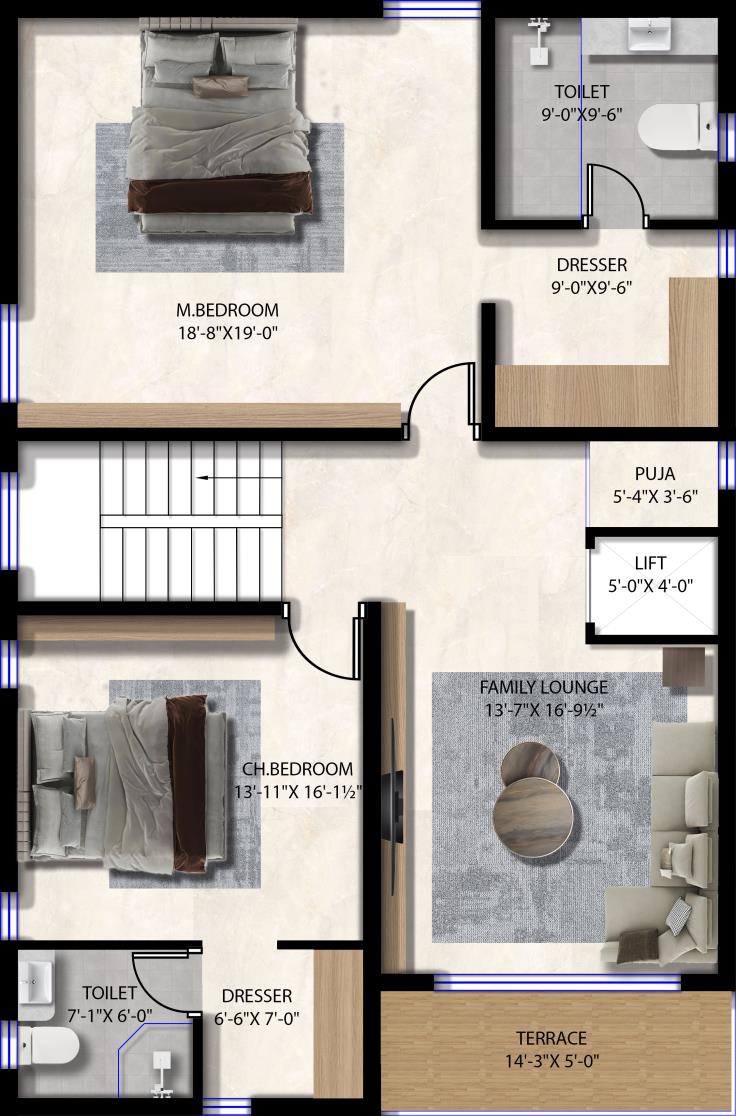 TOILET
9'-0"X9'-6"
DRESSER
9'-0"X9'-6"
M.BEDROOM
18'-8"X19'-0"
PUJA
5'-4"X 3'-6"
LIFT
5'-0"X 4'-0"
FAMILY LOUNGE
13'-7"X 16'-9½"
CH.BEDROOM
13'-11"X 16'-1½"
TOILET
7'-1"X 6'-0"
DRESSER
6'-6"X 7'-0"
TERRACE
14'-3"X 5'-0"